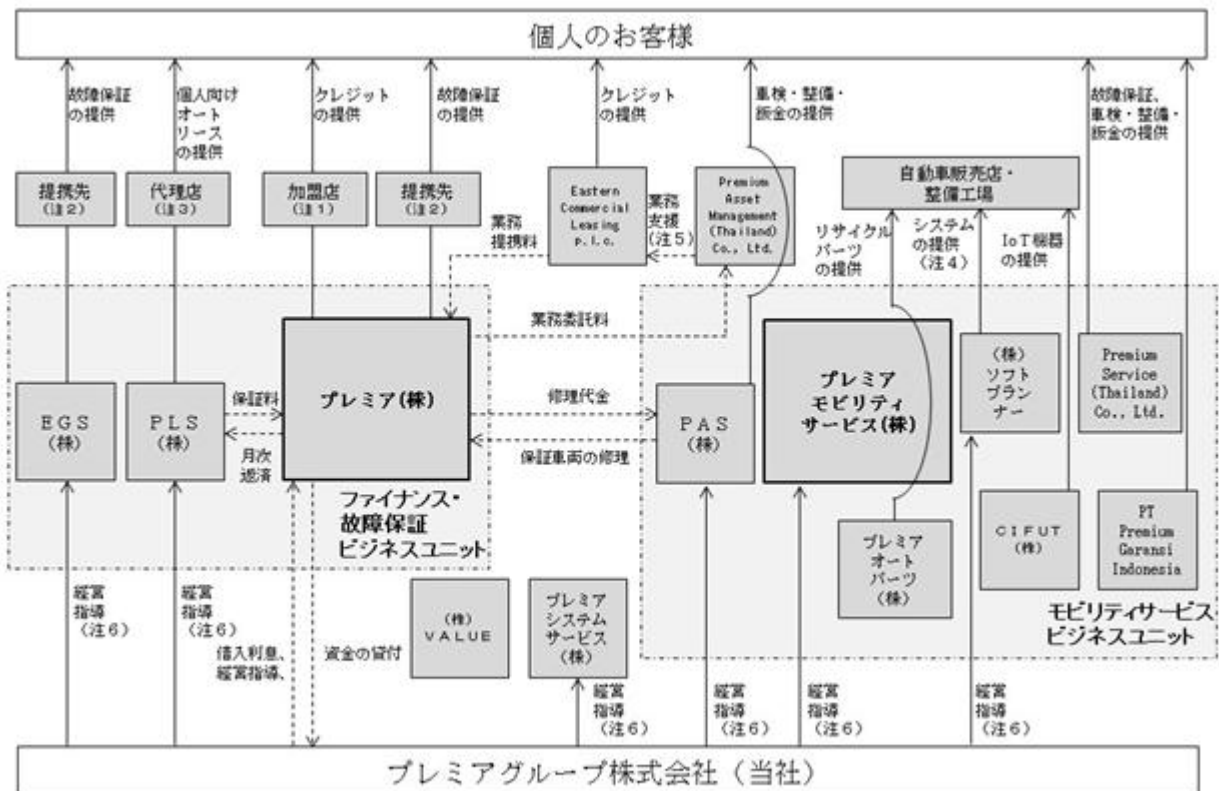 個人のお客様
故障保証
の提供
個人向け
オート
リース
の提供
クレジット
の提供
故障保証
の提供
クレジット
の提供
車検・整備・
鈑金の提供
故障保証、
車検・整備・
鈑金の提供
提携先
(注2)
代理店
(注3)
加盟店
(注1)
提携先
(注2)
業務
提携料
Eastern
Commercial
Leasing
p.l.c.
業務
支援
(注5)
Premium
Asset
Management
(Thailand)
Co., Ltd.
自動車販売店・
整備工場
リサイクル
パーツ
の提供
システム
の提供
(注4)
IoT機器
の提供
業務委託料
EGS
(株)
PLS
(株)
保証料
月次
返済
プレミア(株)
修理代金
保証車両の修理
PAS
(株)
プレミア
モビリティ
サービス(株)
(株)
ソフト
プラン
ナー
Premium
Service
(Thailand)
Co., Ltd.
ファイナンス・
故障保証
ビジネスユニット
プレミア
オート
パーツ
(株)
CIFUT
(株)
PT
Premium
Garansi
Indonesia
モビリティサービス・
ビジネスユニット
経営
指導
(注6)
経営
指導
(注6)
借入利息、
経営指導、
資金の貸付
(株)
VALUE
プレミア
システム
サービス
(株)
経営
指導
(注6)
経営
指導
(注6)
経営
指導
(注6)
経営
指導
(注6)
プレミアグループ株式会社(当社)